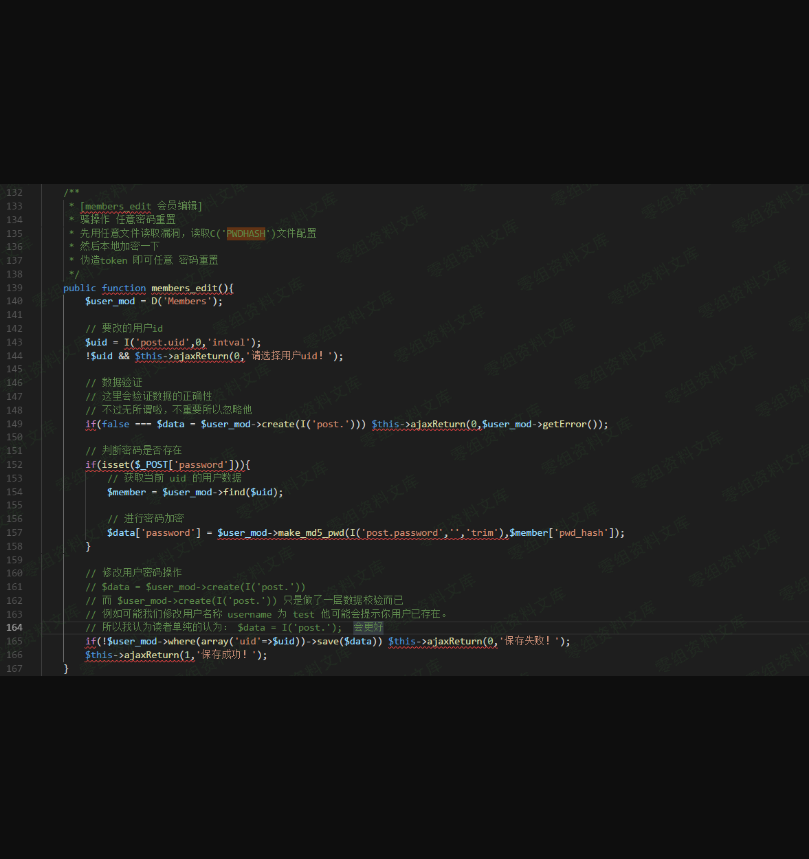 132 /**
133 * [members_edit 会员编辑]
134 * 骚操作 任意密码重置
135 * 先用任意文件读取漏洞，读取C('PWDHASH')文件配置
136 * 然后本地加密一下
137 * 伪造token 即可任意 密码重置
138 */
139 public function members_edit(){
140 $user_mod = D('Members');
141
142 // 要改的用户id
143 $uid = I('post.uid',0,'intval');
144 !$uid && $this->ajaxReturn(0,'请选择用户uid！');
145
146 // 数据验证
147 // 这里会验证数据的正确性
148 // 不过无所谓啦，不重要所以忽略他
149 if(false === $data = $user_mod->create(I('post.'))) $this->ajaxReturn(0,$user_mod->getError());
150
151 // 判断密码是否存在
152 if(isset($_POST['password'])){
153 // 获取当前 uid 的用户数据
154 $member = $user_mod->find($uid);
155
156 // 进行密码加密
157 $data['password'] = $user_mod->make_md5_pwd(I('post.password','','trim'),$member['pwd_hash']);
158 }
159
160 // 修改用户密码操作
161 // $data = $user_mod->create(I('post.'))
162 // 而 $user_mod->create(I('post.')) 只是做了一层数据校验而已
163 // 例如可能我们修改用户名称 username 为 test 他可能会提示你用户已存在。
164 // 所以我认为读者单纯的认为： $data = I('post.'); 会更好
165 if(!$user_mod->where(array('uid'=>$uid))->save($data)) $this->ajaxReturn(0,'保存失败！');
166 $this->ajaxReturn(1,'保存成功！');
167 }
零组资料文库